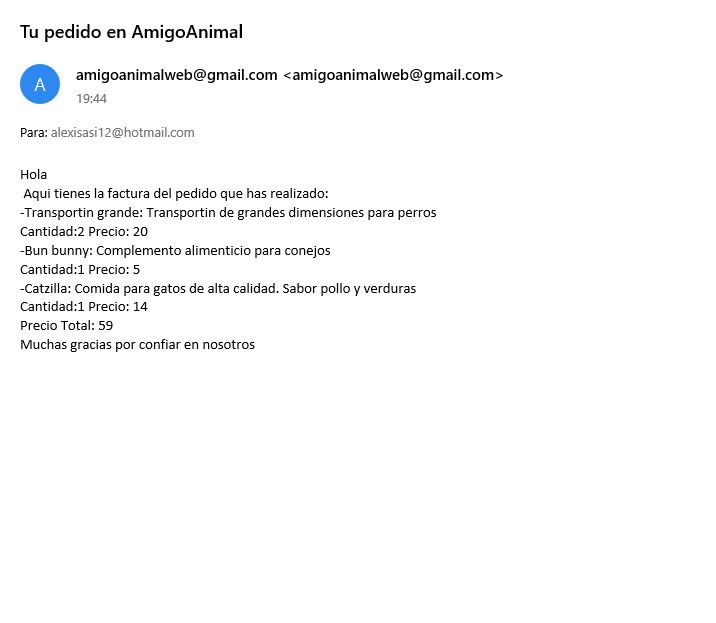 Tu pedido en AmigoAnimal
A
amigoanimalweb@gmail.com <amigoanimalweb@gmail.com>
19:44
Para: alexisasi12@hotmail.com
Hola
Aqui tienes la factura del pedido que has realizado:
-Transportin grande: Transportin de grandes dimensiones para perros
Cantidad:2 Precio: 20
-Bun bunny: Complemento alimenticio para conejos
Cantidad:1 Precio: 5
-Catzilla: Comida para gatos de alta calidad. Sabor pollo y verduras
Cantidad:1 Precio: 14
Precio Total: 59
Muchas gracias por confiar en nosotros